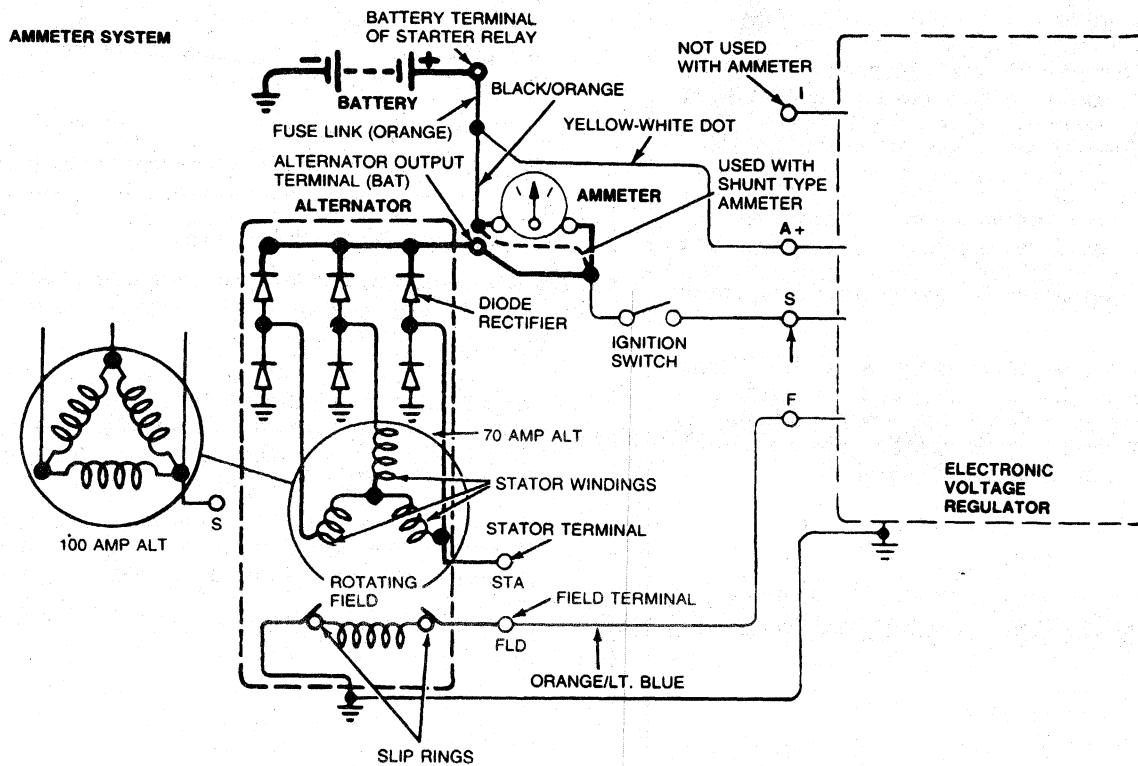 AMMETER SYSTEM
BATTERY TERMINAL
OF STARTER RELAY
NOT USED
WITH AMMETER
I
− +
BATTERY
BLACK/ORANGE
FUSE LINK (ORANGE)
YELLOW-WHITE DOT
ALTERNATOR OUTPUT
TERMINAL (BAT)
USED WITH
SHUNT TYPE
AMMETER
AMMETER
ALTERNATOR
A+
DIODE
RECTIFIER
S
IGNITION
SWITCH
F
70 AMP ALT
STATOR WINDINGS
ELECTRONIC
VOLTAGE
REGULATOR
S
100 AMP ALT
STATOR TERMINAL
STA
ROTATING
FIELD
FIELD TERMINAL
FLD
ORANGE/LT. BLUE
SLIP RINGS